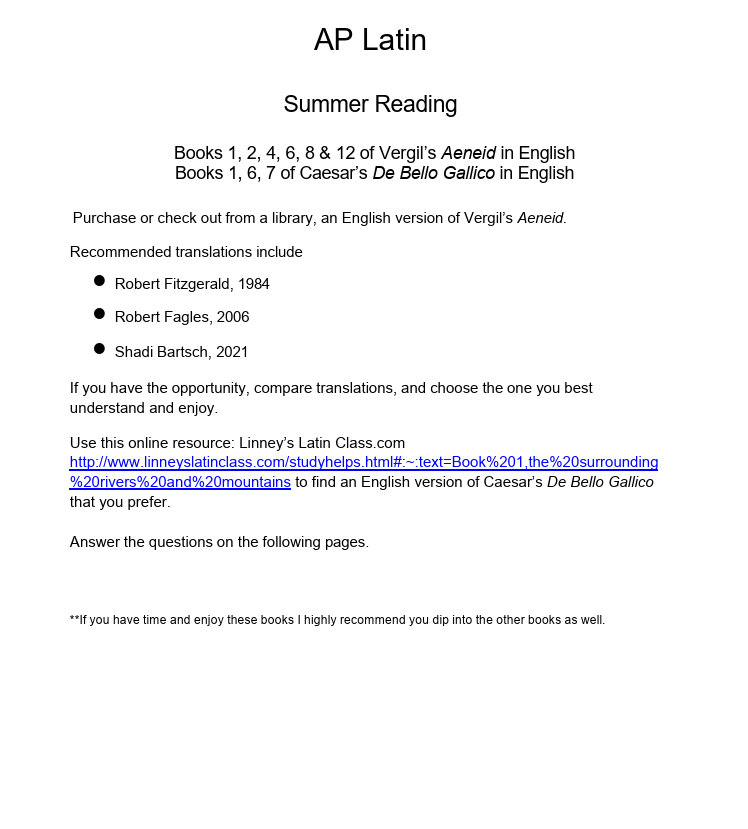 AP Latin
Summer Reading
Books 1, 2, 4, 6, 8 & 12 of Vergil's Aeneid in English
Books 1, 6, 7 of Caesar's De Bello Gallico in English
Purchase or check out from a library, an English version of Vergil's Aeneid.
Recommended translations include
● Robert Fitzgerald, 1984
● Robert Fagles, 2006
● Shadi Bartsch, 2021
If you have the opportunity, compare translations, and choose the one you best
understand and enjoy.
Use this online resource: Linney's Latin Class.com
http://www.linneyslatinclass.com/studyhelps.html#:~:text=Book%201,the%20surrounding
%20rivers%20and%20mountains to find an English version of Caesar's De Bello Gallico
that you prefer.
Answer the questions on the following pages.
**If you have time and enjoy these books I highly recommend you dip into the other books as well.